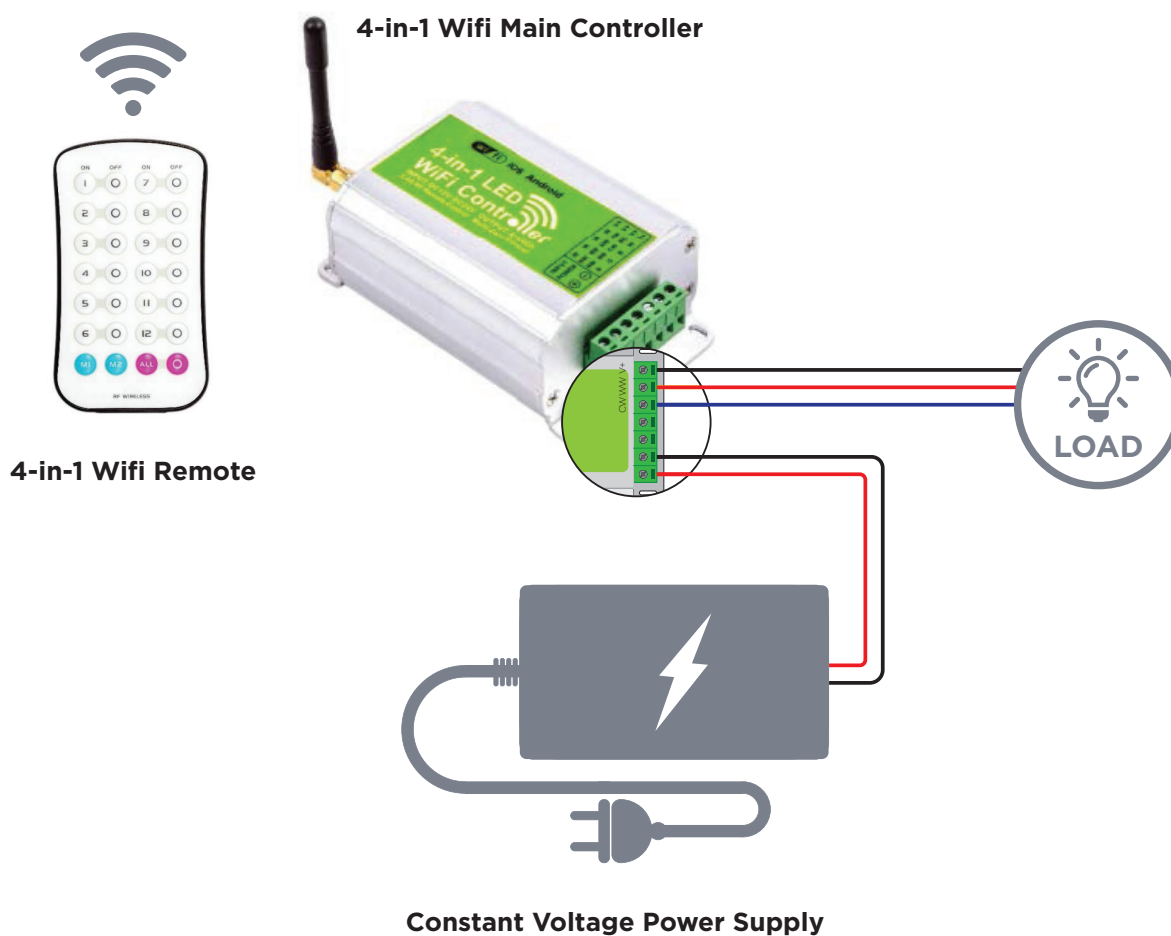 4-in-1 Wifi Main Controller
WiFi iOS Android
4-in-1 LED
WiFi Controller
ON OFF ON OFF
1 O 7 O
2 O 8 O
3 O 9 O
4 O 10 O
5 O 11 O
6 O 12 O
M1 M2 ALL O
RF WIRELESS
4-in-1 Wifi Remote
CW WW V+
LOAD
Constant Voltage Power Supply